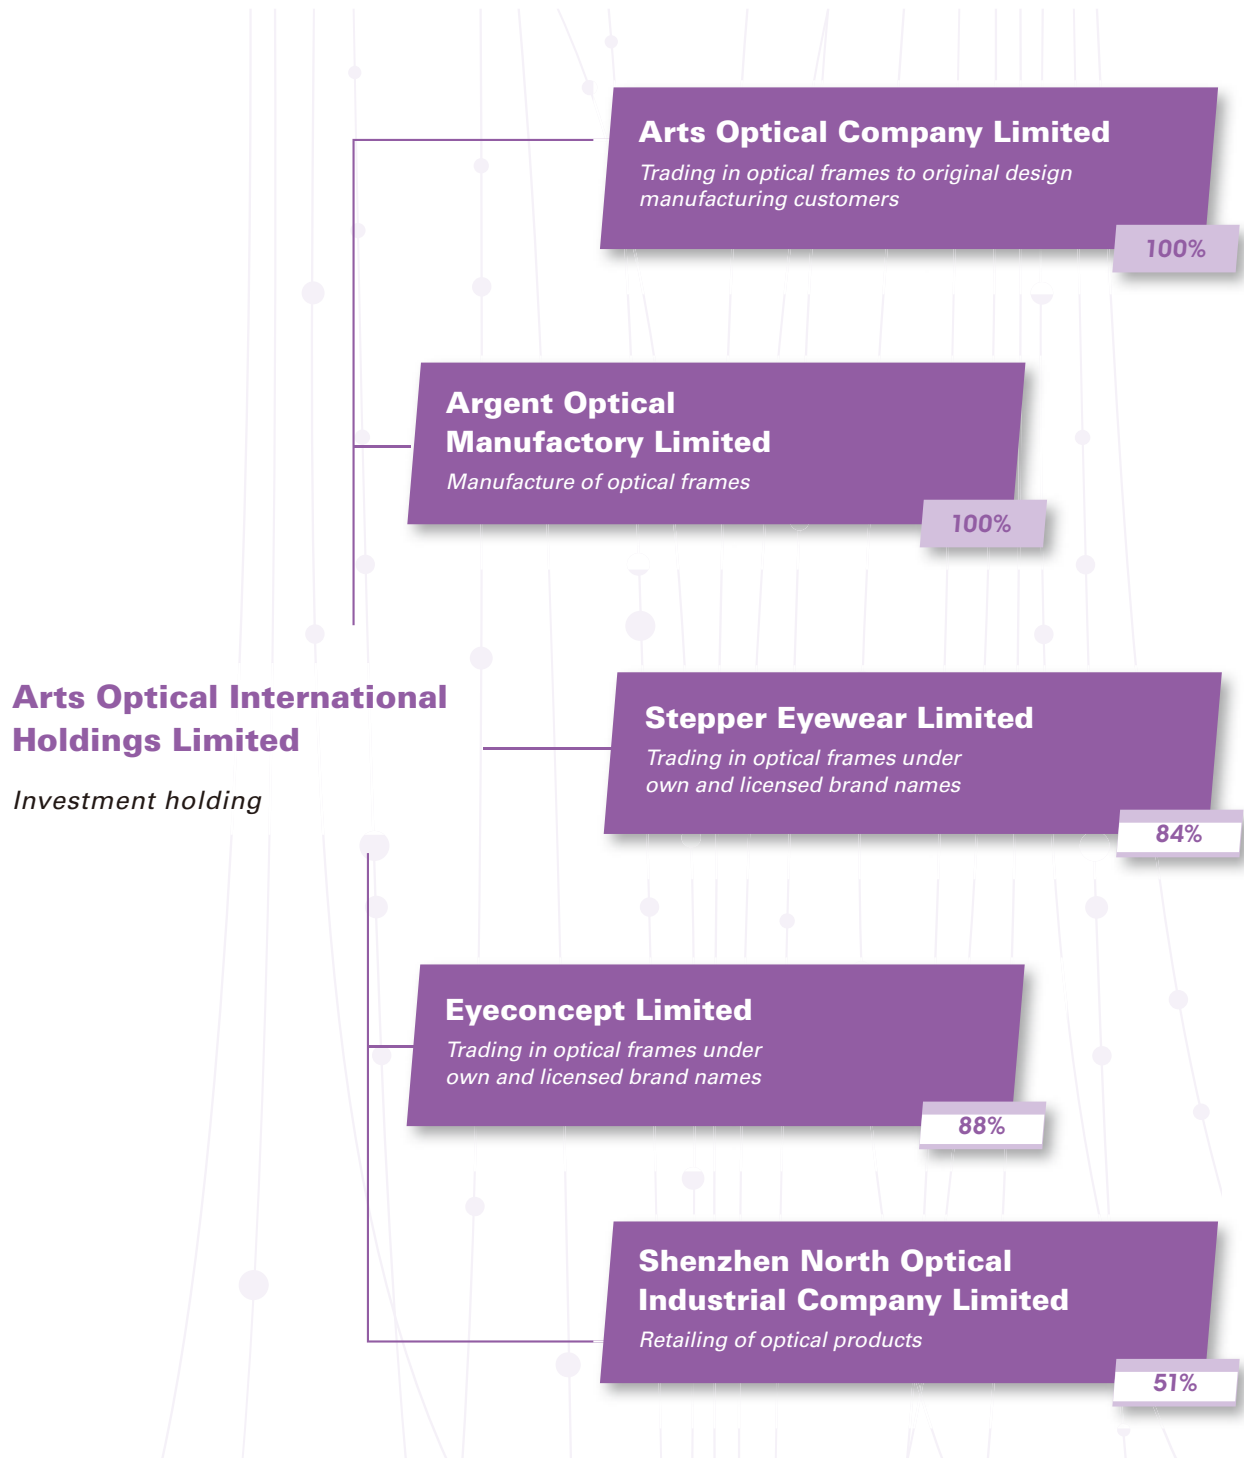 Arts Optical Company Limited
Trading in optical frames to original design
manufacturing customers
100%
Argent Optical
Manufactory Limited
Manufacture of optical frames
100%
Arts Optical International
Holdings Limited
Investment holding
Stepper Eyewear Limited
Trading in optical frames under
own and licensed brand names
84%
Eyeconcept Limited
Trading in optical frames under
own and licensed brand names
88%
Shenzhen North Optical
Industrial Company Limited
Retailing of optical products
51%